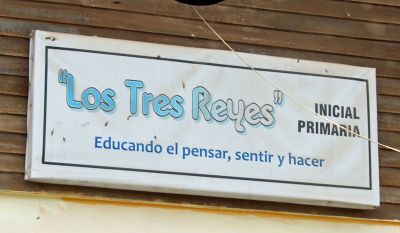 "Los Tres Reyes"
INICIAL
PRIMARIA
Educando el pensar, sentir y hacer